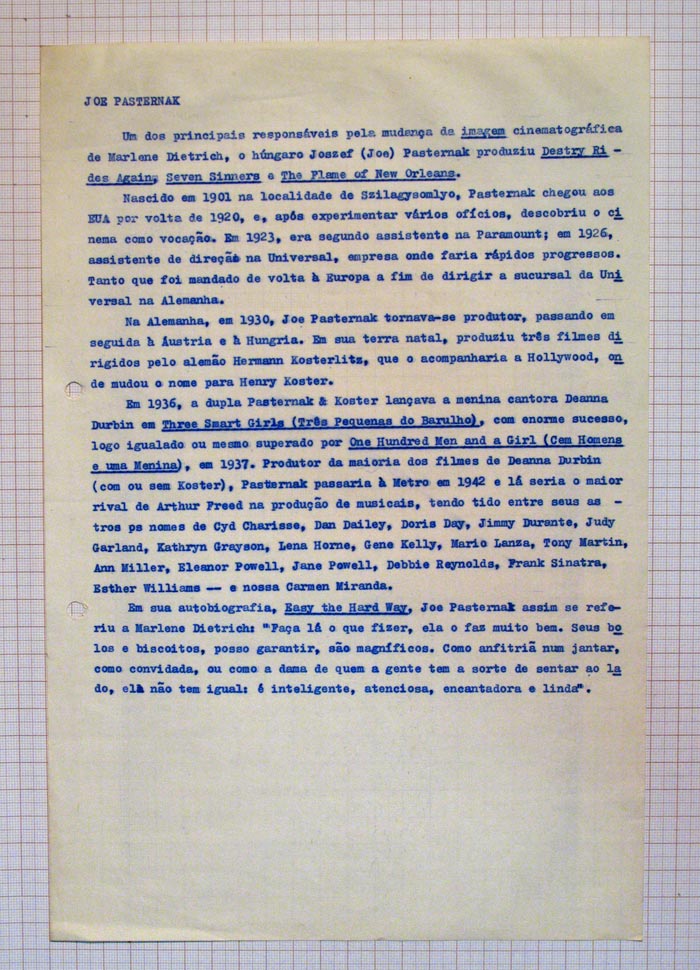 JOE PASTERNAK
Um dos principais responsáveis pela mudança da imagem cinematográfica
de Marlene Dietrich, o húngaro Joszef (Joe) Pasternak produziu Destry Ri -
des Again, Seven Sinners e The Flame of New Orleans.
Nascido em 1901 na localidade de Szilagysomlyo, Pasternak chegou aos
EUA por volta de 1920, e, após experimentar vários ofícios, descobriu o ci
nema como vocação. Em 1923, era segundo assistente na Paramount; em 1926,
assistente de direção na Universal, empresa onde faria rápidos progressos.
Tanto que foi mandado de volta à Europa a fim de dirigir a sucursal da Uni
versal na Alemanha.
Na Alemanha, em 1930, Joe Pasternak tornava-se produtor, passando em
seguida à Áustria e à Hungria. Em sua terra natal, produziu três filmes di
rigidos pelo alemão Hermann Kosterlitz, que o acompanharia a Hollywood, on
de mudou o nome para Henry Koster.
Em 1936, a dupla Pasternak & Koster lançava a menina cantora Deanna
Durbin em Three Smart Girls (Três Pequenas do Barulho), com enorme sucesso,
logo igualado ou mesmo superado por One Hundred Men and a Girl (Cem Homens
e uma Menina), em 1937. Produtor da maioria dos filmes de Deanna Durbin
(com ou sem Koster), Pasternak passaria à Metro em 1942 e lá seria o maior
rival de Arthur Freed na produção de musicais, tendo tido entre seus as -
tros ps nomes de Cyd Charisse, Dan Dailey, Doris Day, Jimmy Durante, Judy
Garland, Kathryn Grayson, Lena Horne, Gene Kelly, Mario Lanza, Tony Martin,
Ann Miller, Eleanor Powell, Jane Powell, Debbie Reynolds, Frank Sinatra,
Esther Williams -- e nossa Carmen Miranda.
Em sua autobiografia, Easy the Hard Way, Joe Pasternak assim se refe-
riu a Marlene Dietrich: "Faça lá o que fizer, ela o faz muito bem. Seus bo
los e biscoitos, posso garantir, são magníficos. Como anfitriã num jantar,
como convidada, ou como a dama de quem a gente tem a sorte de sentar ao la
do, ela não tem igual: é inteligente, atenciosa, encantadora e linda".